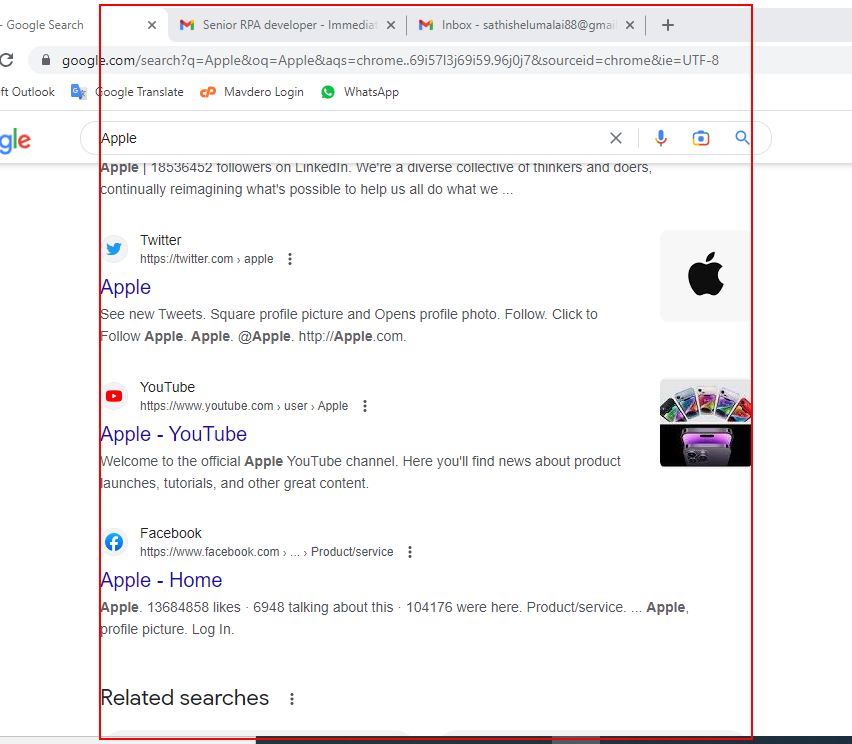 - Google Search
Senior RPA developer - Immediat
Inbox - sathishelumalai88@gmai
google.com/search?q=Apple&oq=Apple&aqs=chrome..69i57l3j69i59.96j0j7&sourceid=chrome&ie=UTF-8
ft Outlook Google Translate Mavdero Login WhatsApp
gle Apple
Apple | 18536452 followers on LinkedIn. We're a diverse collective of thinkers and doers,
continually reimagining what's possible to help us all do what we ...
Twitter
https://twitter.com › apple
Apple
See new Tweets. Square profile picture and Opens profile photo. Follow. Click to
Follow Apple. Apple. @Apple. http://Apple.com.
YouTube
https://www.youtube.com › user › Apple
Apple - YouTube
Welcome to the official Apple YouTube channel. Here you'll find news about product
launches, tutorials, and other great content.
Facebook
https://www.facebook.com › ... › Product/service
Apple - Home
Apple. 13684858 likes · 6948 talking about this · 104176 were here. Product/service. ... Apple,
profile picture. Log In.
Related searches